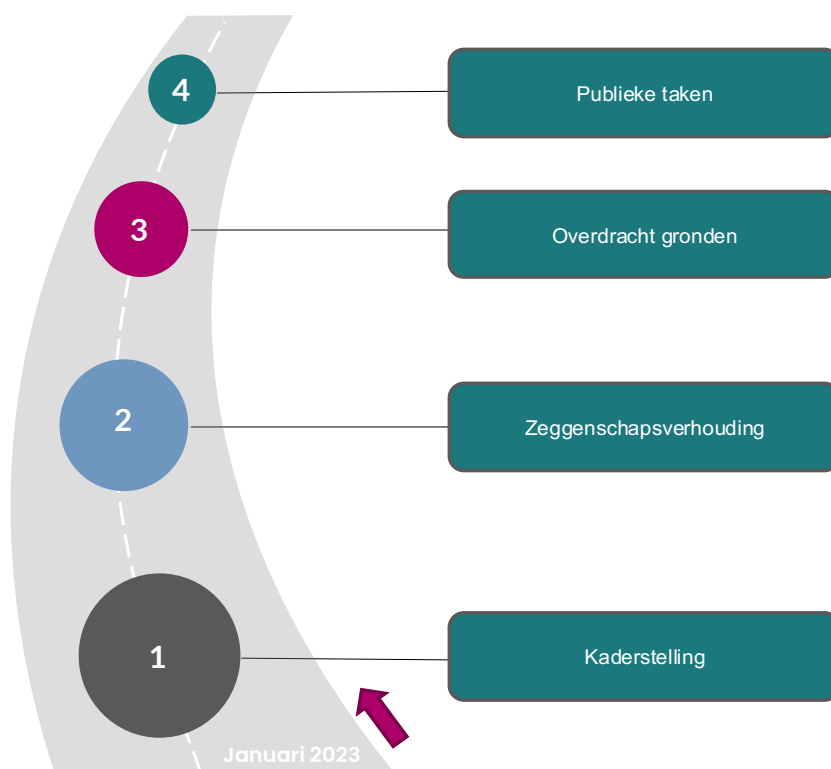 4
Publieke taken
3
Overdracht gronden
2
Zeggenschapsverhouding
1
Kaderstelling
Januari 2023